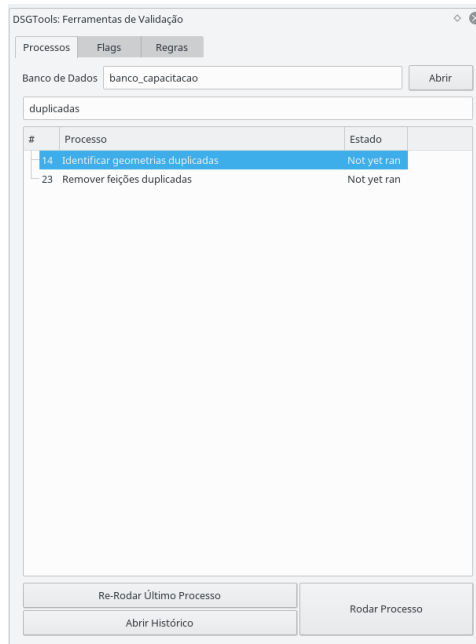 DSGTools: Ferramentas de Validação
Processos Flags Regras
Banco de Dados banco_capacitacao Abrir
duplicadas
# Processo Estado
14 Identificar geometrias duplicadas Not yet ran
23 Remover feições duplicadas Not yet ran
Re-Rodar Último Processo
Rodar Processo
Abrir Histórico